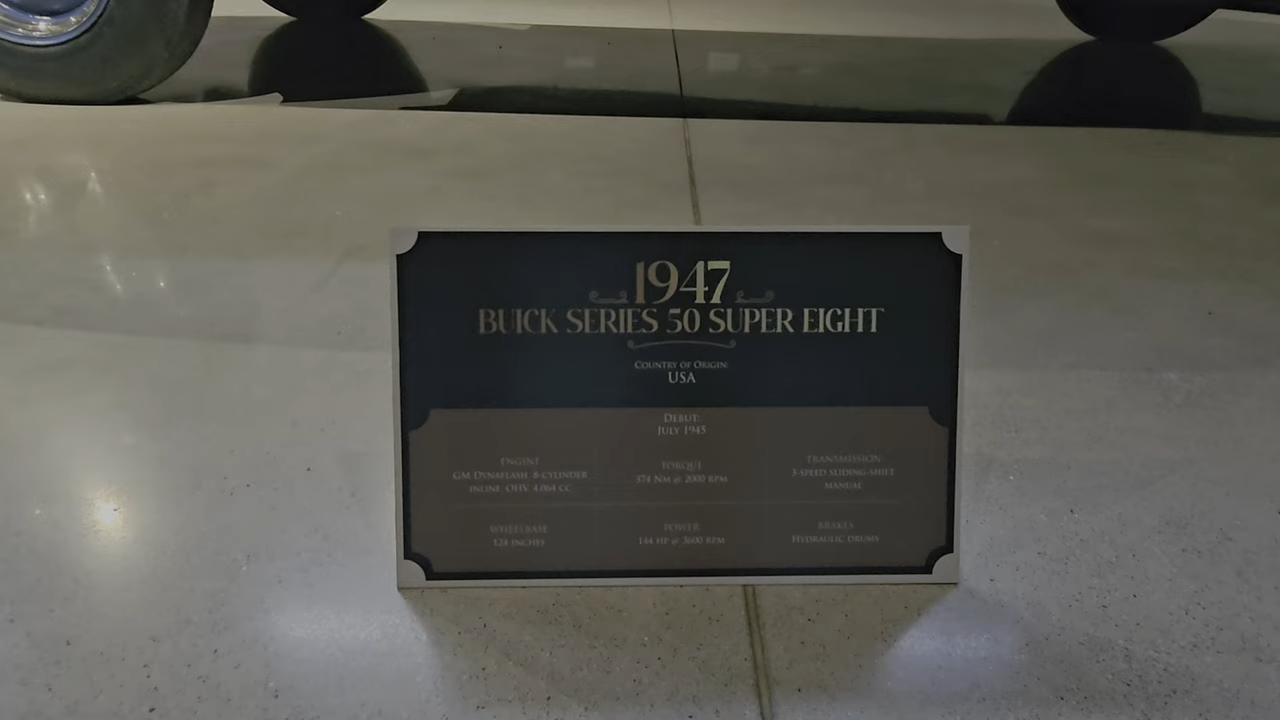 1947
BUICK SERIES 50 SUPER EIGHT
COUNTRY OF ORIGIN:
USA
DEBUT:
JULY 1945
ENGINE
GM DYNAFLASH 8-CYLINDER
INLINE OHV, 4,064 CC
TORQUE
374 NM @ 2000 RPM
TRANSMISSION
3-SPEED SLIDING-SHIFT
MANUAL
WHEELBASE
124 INCHES
POWER
144 HP @ 3600 RPM
BRAKES
HYDRAULIC DRUMS